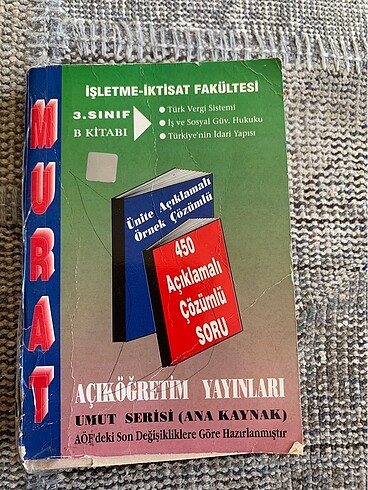 MURAT
İŞLETME-İKTİSAT FAKÜLTESİ
3.SINIF
B KİTABI
• Türk Vergi Sistemi
• İş ve Sosyal Güv. Hukuku
• Türkiye'nin İdari Yapısı
Ünite Açıklamalı
Örnek Çözümlü
450
Açıklamalı
Çözümlü
SORU
AÇIKÖĞRETİM YAYINLARI
UMUT SERİSİ (ANA KAYNAK)
AÖF'deki Son Değişikliklere Göre Hazırlanmıştır